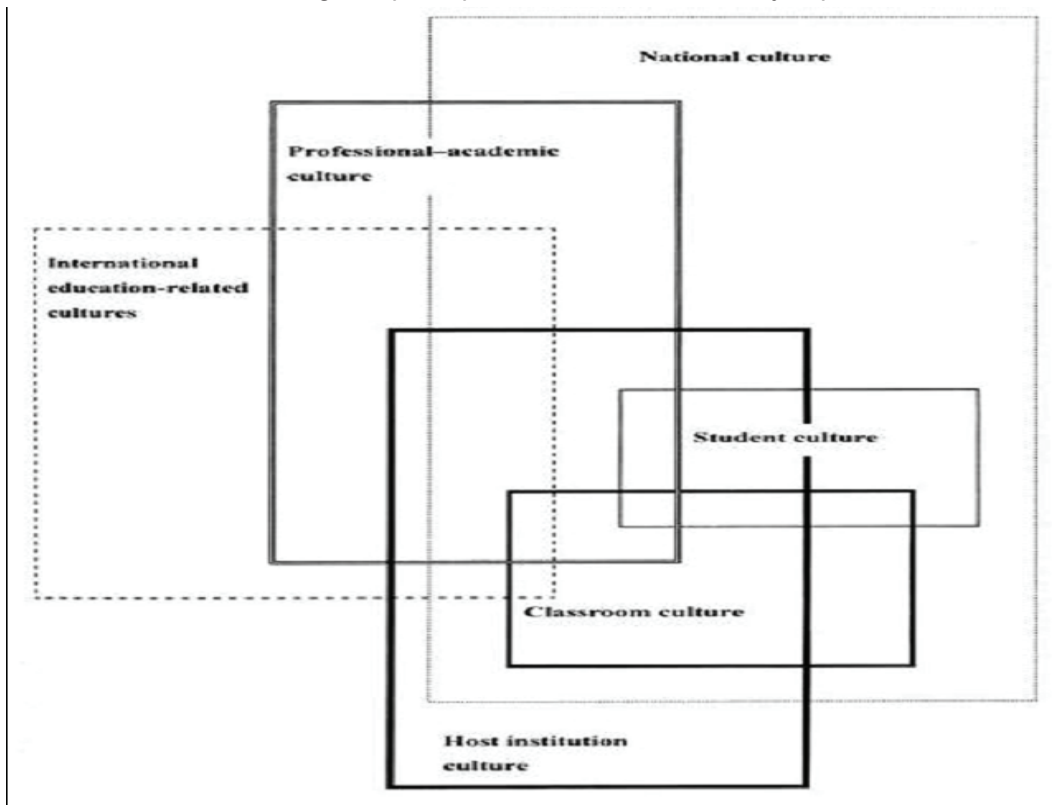 National culture
Professional–academic
culture
International
education-related
cultures
Student culture
Classroom culture
Host institution
culture